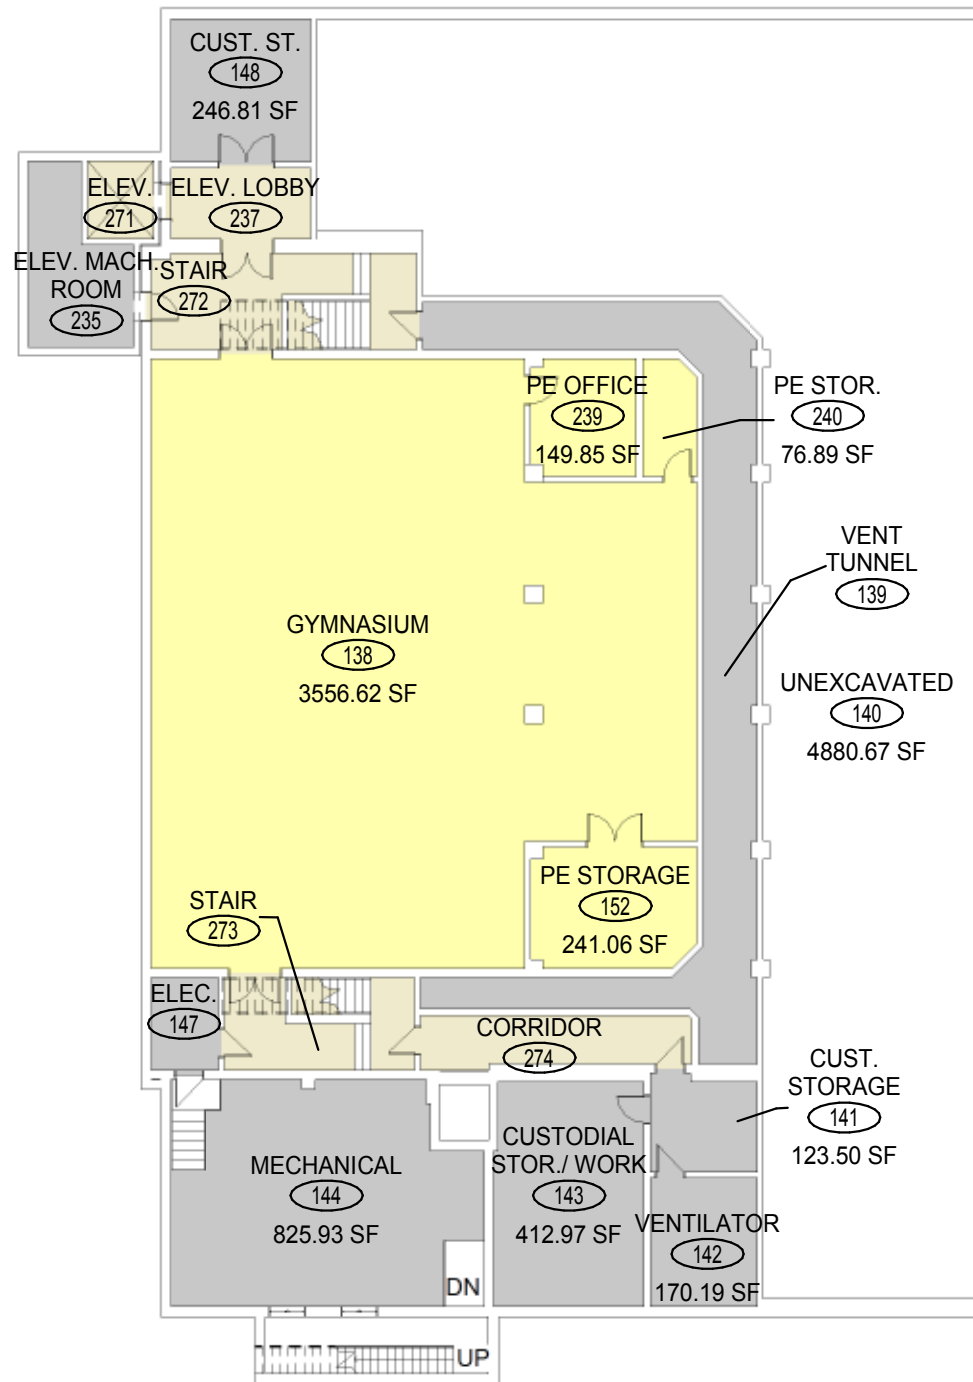 CUST. ST.
148
246.81 SF
ELEV.
271
ELEV. LOBBY
237
ELEV. MACH.
ROOM
235
STAIR
272
PE OFFICE
239
149.85 SF
PE STOR.
240
76.89 SF
VENT
TUNNEL
139
GYMNASIUM
138
3556.62 SF
UNEXCAVATED
140
4880.67 SF
PE STORAGE
152
241.06 SF
STAIR
273
ELEC.
147
CORRIDOR
274
CUST.
STORAGE
141
123.50 SF
MECHANICAL
144
825.93 SF
CUSTODIAL
STOR./ WORK
143
412.97 SF
VENTILATOR
142
170.19 SF
DN
UP